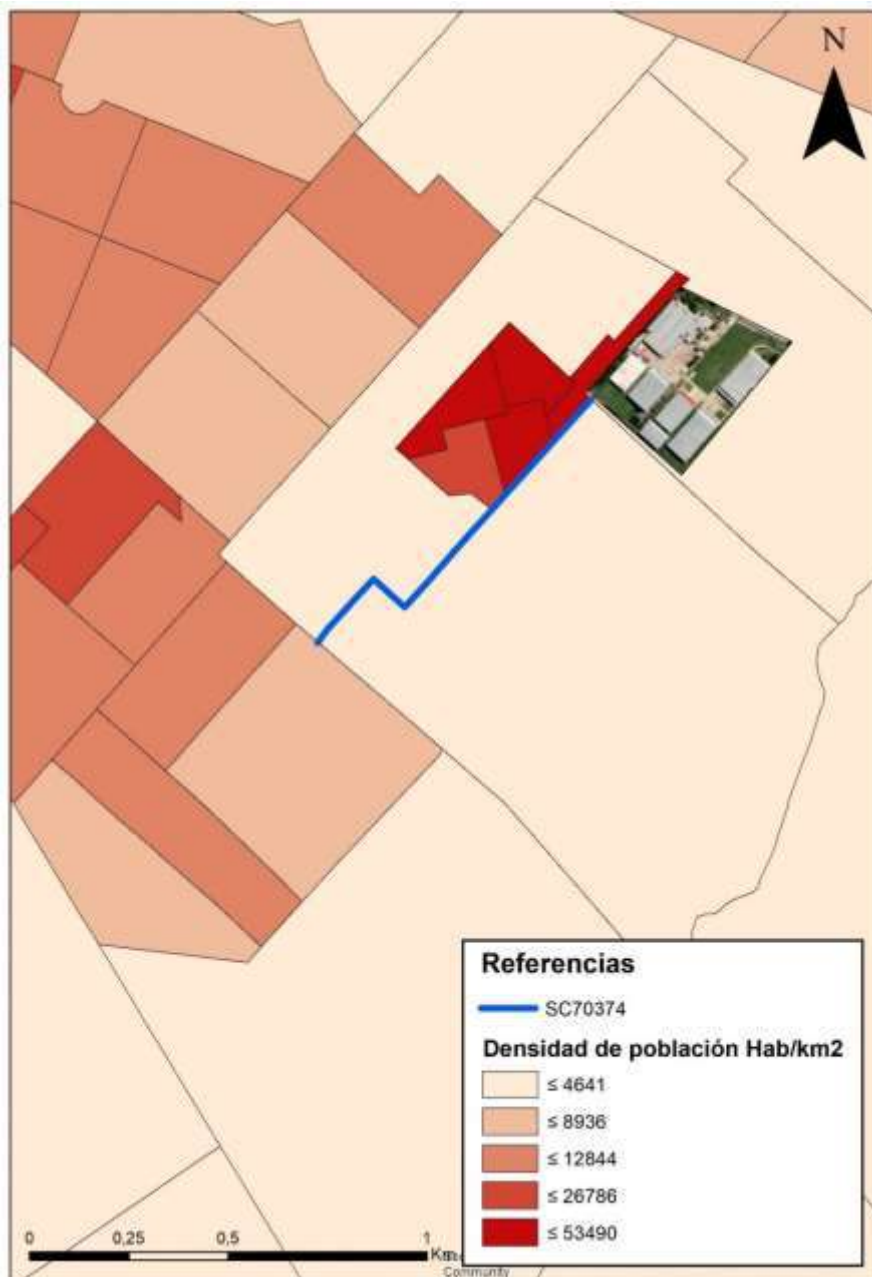 N
Referencias
SC70374
Densidad de población Hab/km2
≤ 4641
≤ 8936
≤ 12844
≤ 26786
≤ 53490
0 0,25 0,5 1
Km
Community